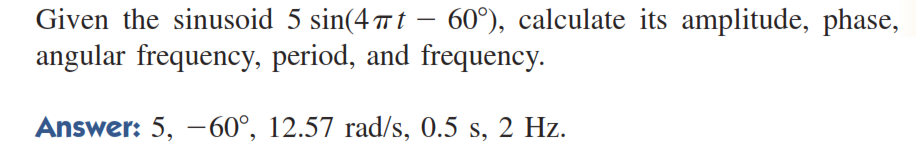 Given the sinusoid 5 sin(4πt − 60°), calculate its amplitude, phase,
angular frequency, period, and frequency.
Answer: 5, −60°, 12.57 rad/s, 0.5 s, 2 Hz.